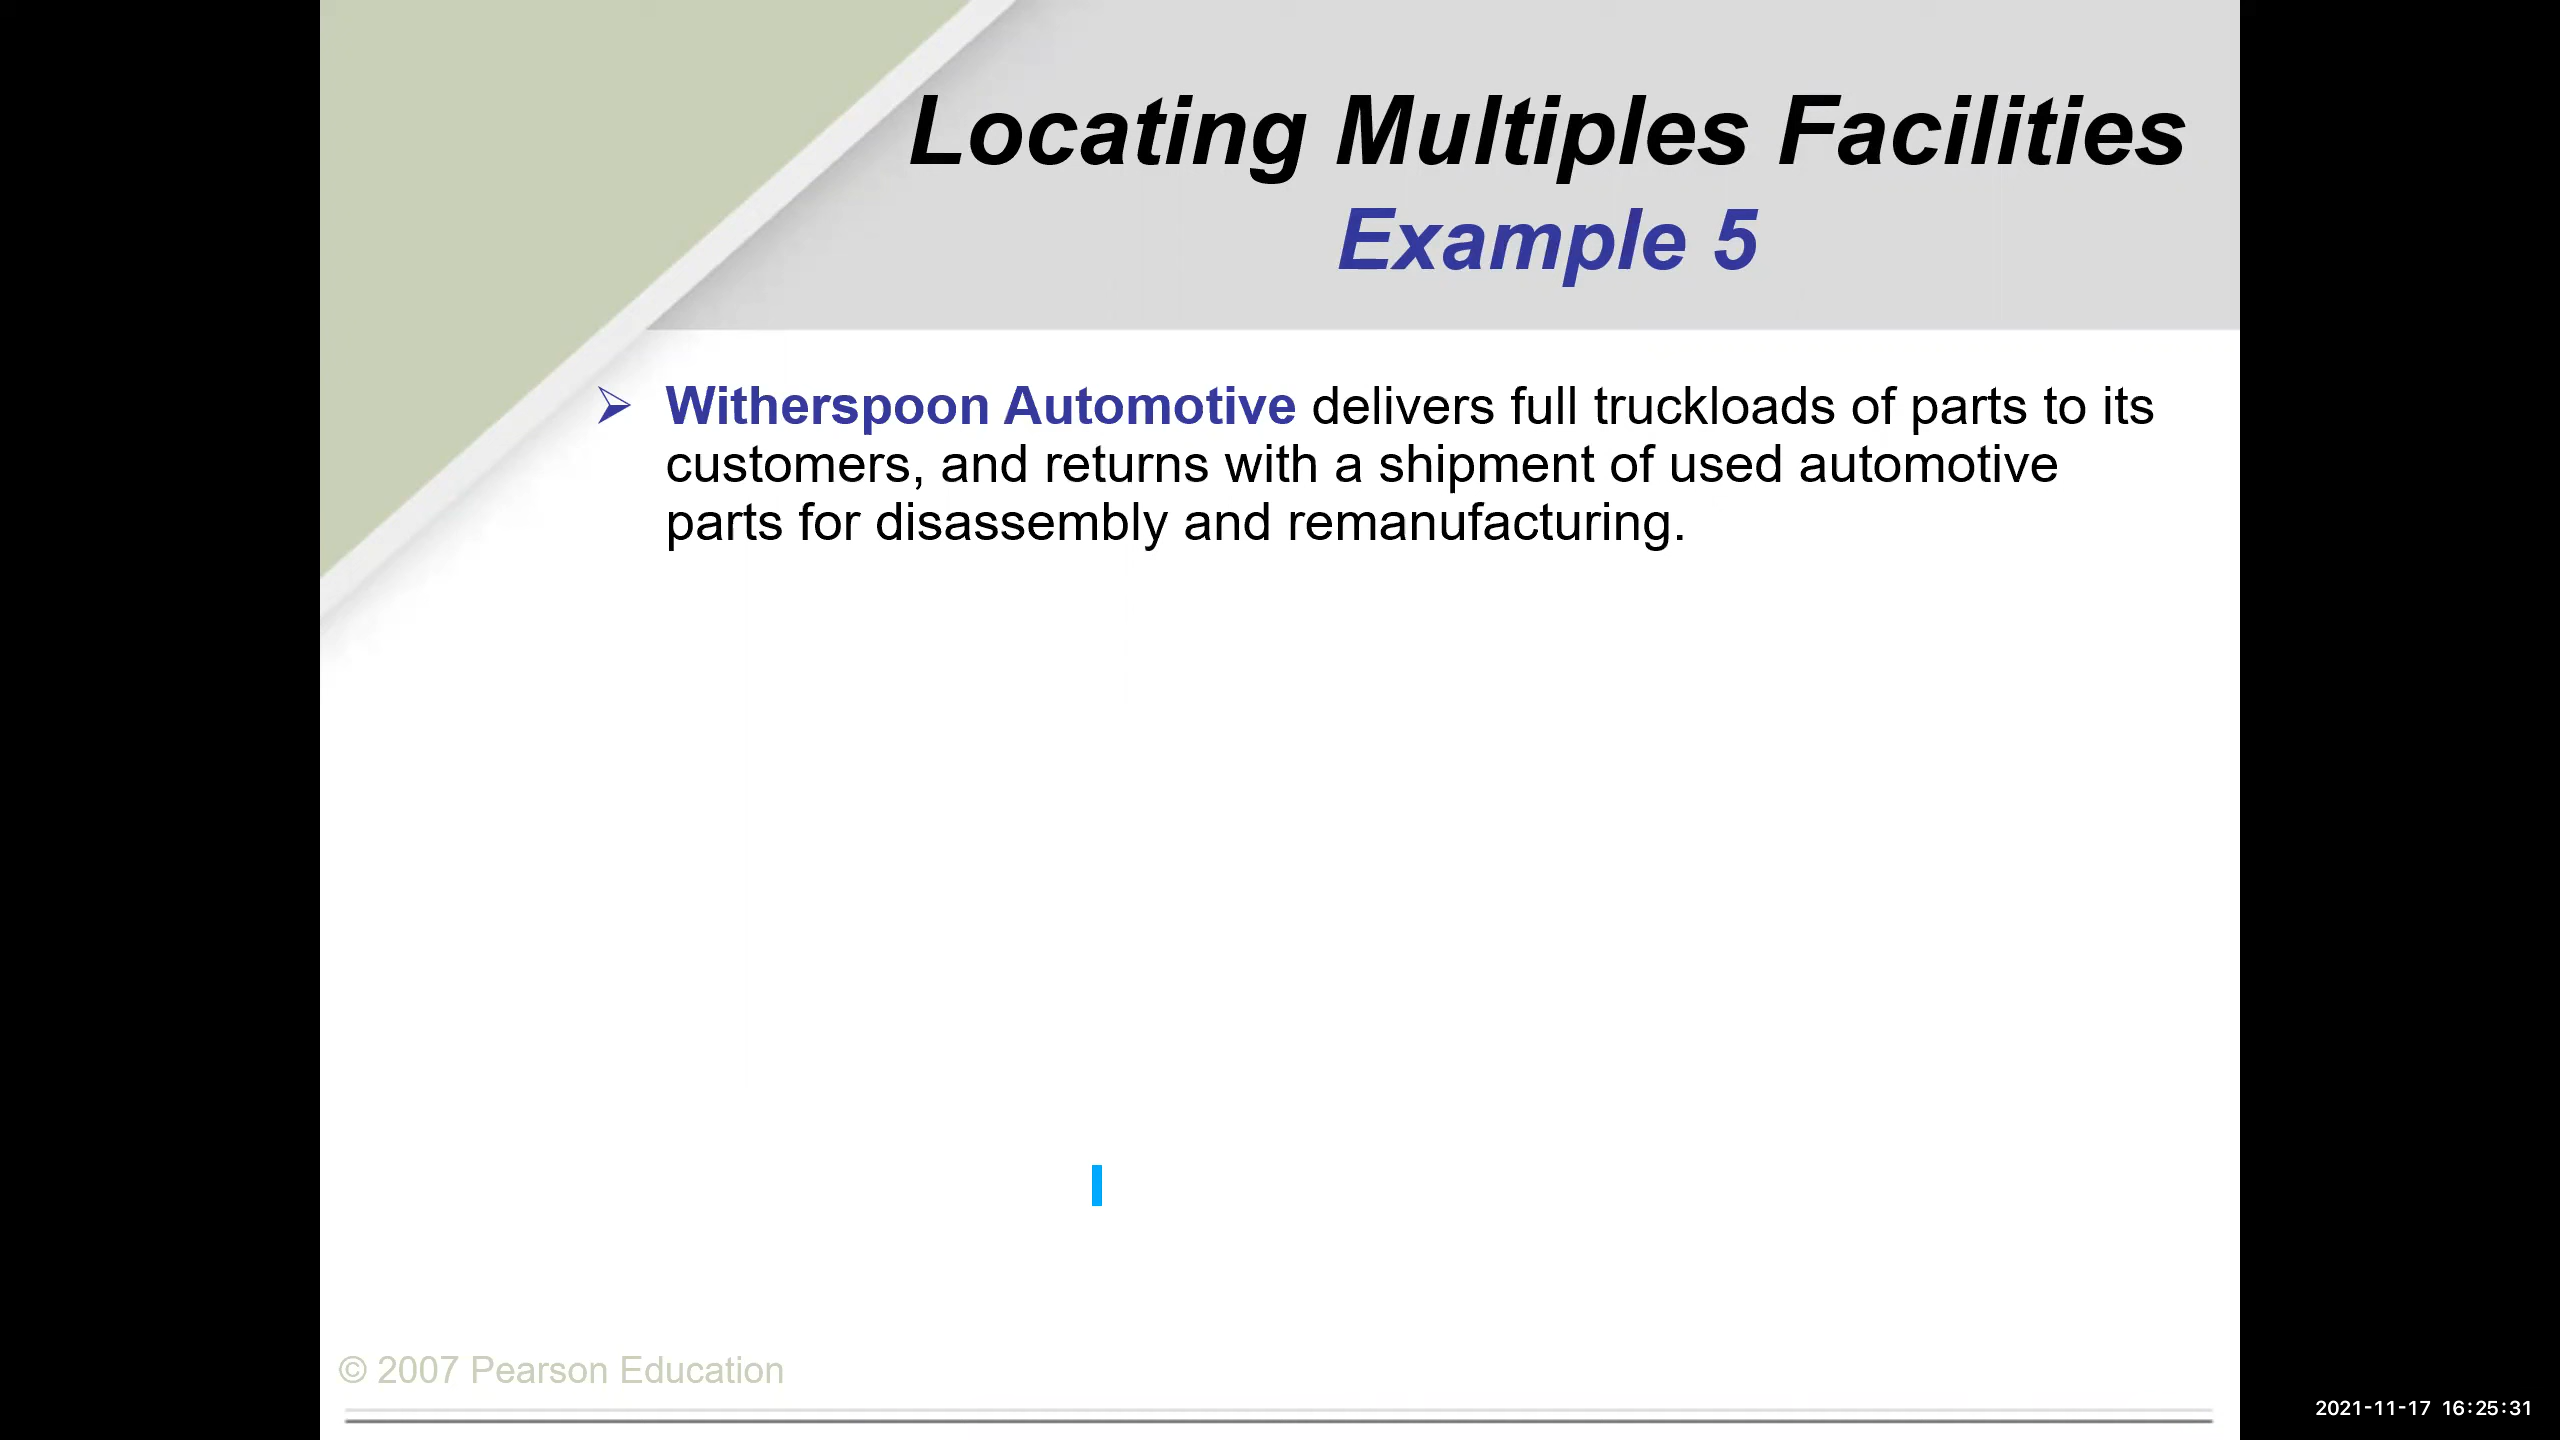 Locating Multiples Facilities
Example 5
Witherspoon Automotive delivers full truckloads of parts to its
customers, and returns with a shipment of used automotive
parts for disassembly and remanufacturing.
© 2007 Pearson Education
2021-11-17 16:25:31